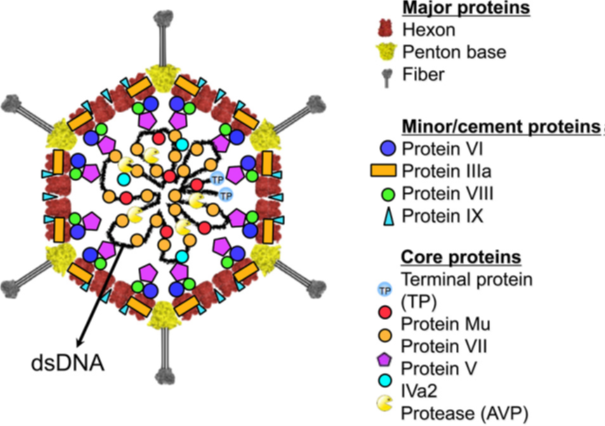 Major proteins
Hexon
Penton base
Fiber
Minor/cement proteins:
Protein VI
Protein IIIa
Protein VIII
Protein IX
Core proteins
Terminal protein
(TP)
Protein Mu
Protein VII
Protein V
IVa2
Protease (AVP)
TP
TP
TP
dsDNA